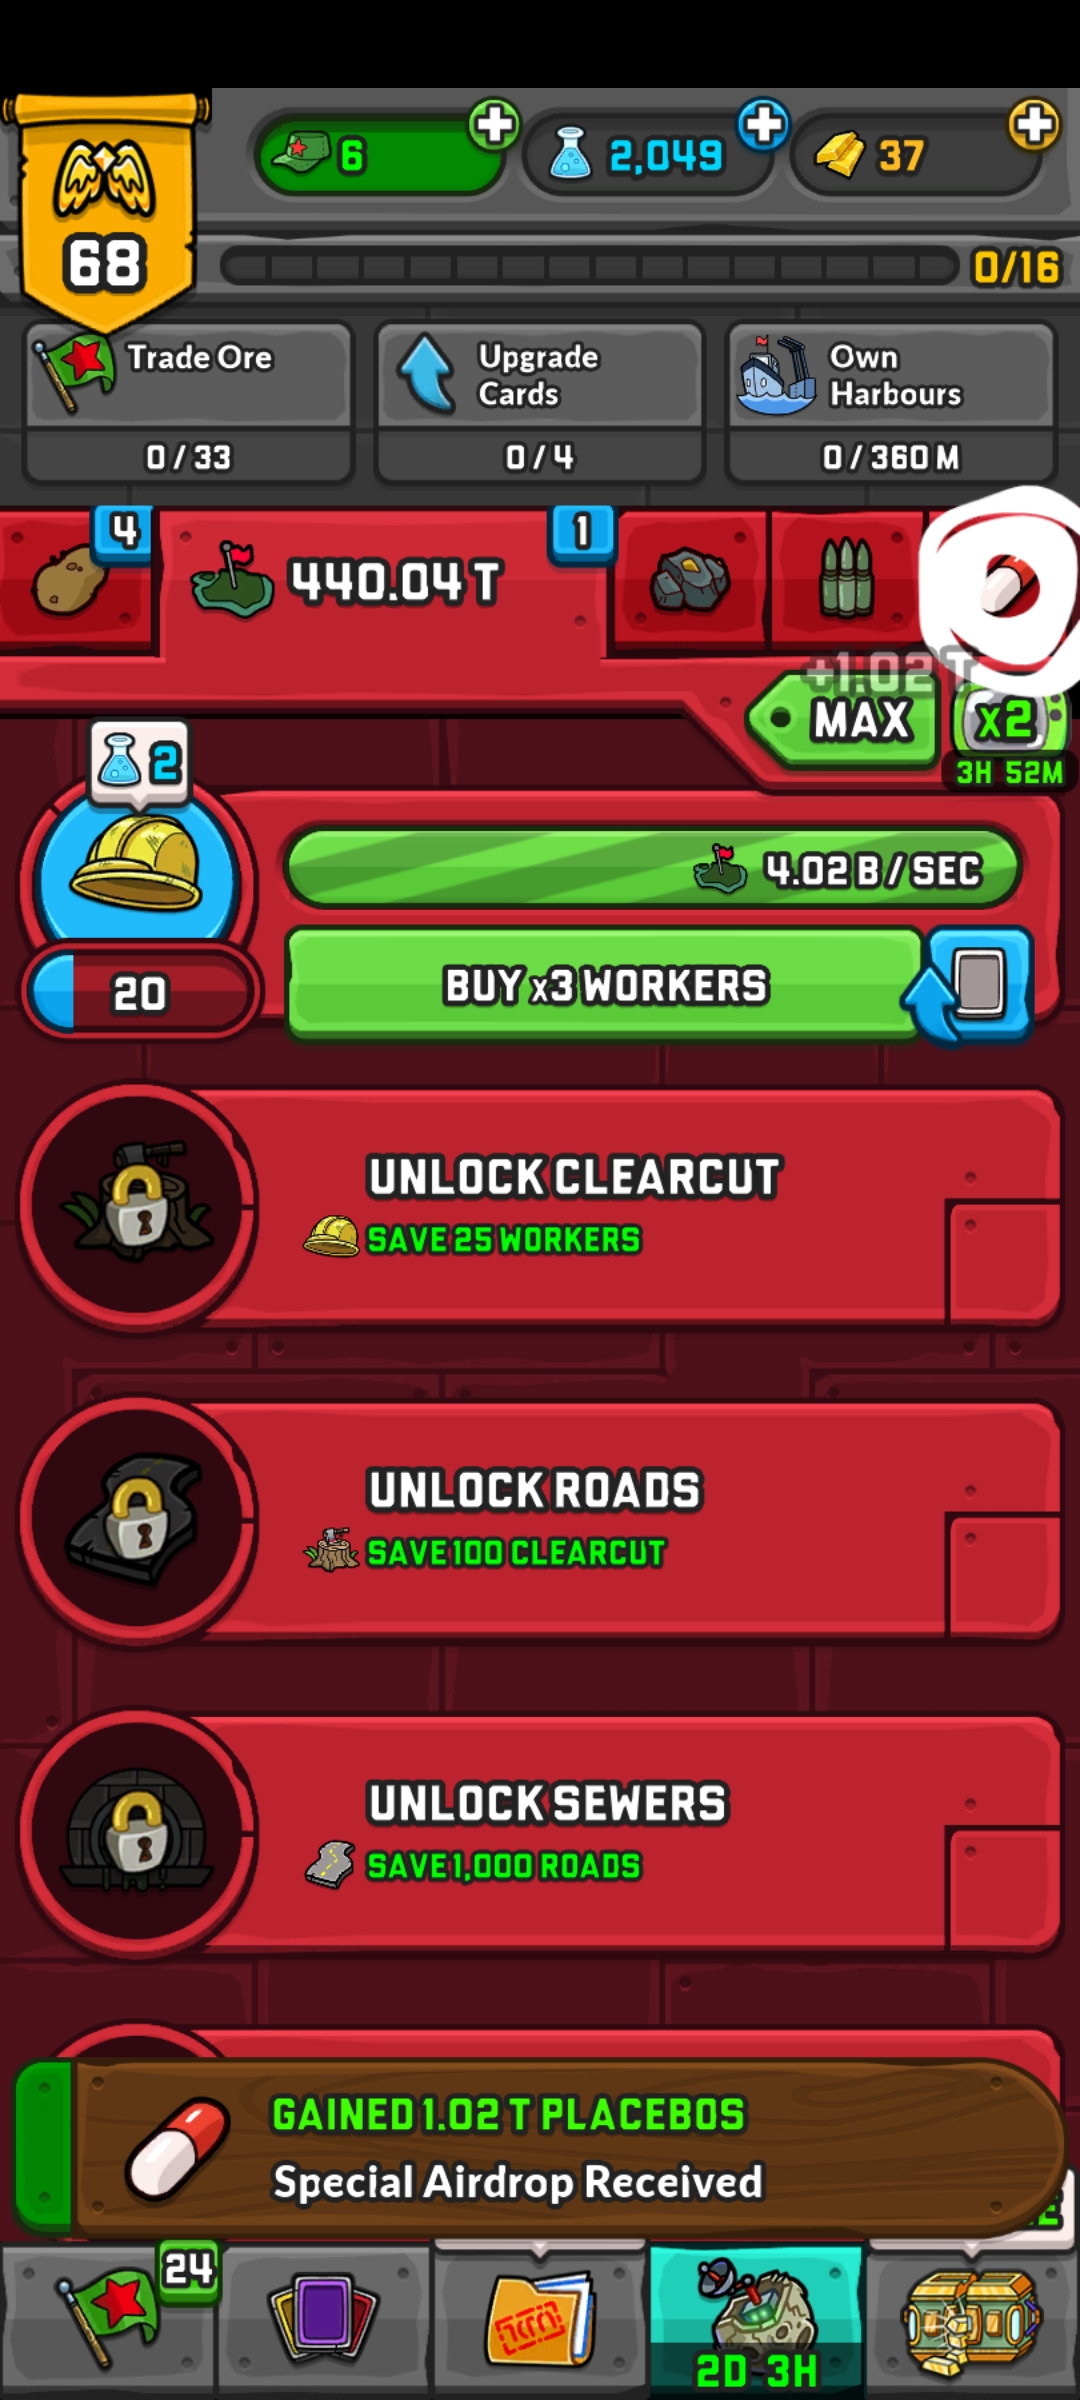 6
2,049
37
68
0/16
Trade Ore
Upgrade
Cards
Own
Harbours
0/33
0/4
0/360 M
4
440.04 T
1
+1.02 T
MAX
x2
3H 52M
2
4.02 B / SEC
20
BUY x3 WORKERS
UNLOCK CLEARCUT
SAVE 25 WORKERS
UNLOCK ROADS
SAVE 100 CLEARCUT
UNLOCK SEWERS
SAVE 1,000 ROADS
GAINED 1.02 T PLACEBOS
Special Airdrop Received
24
2D 3H